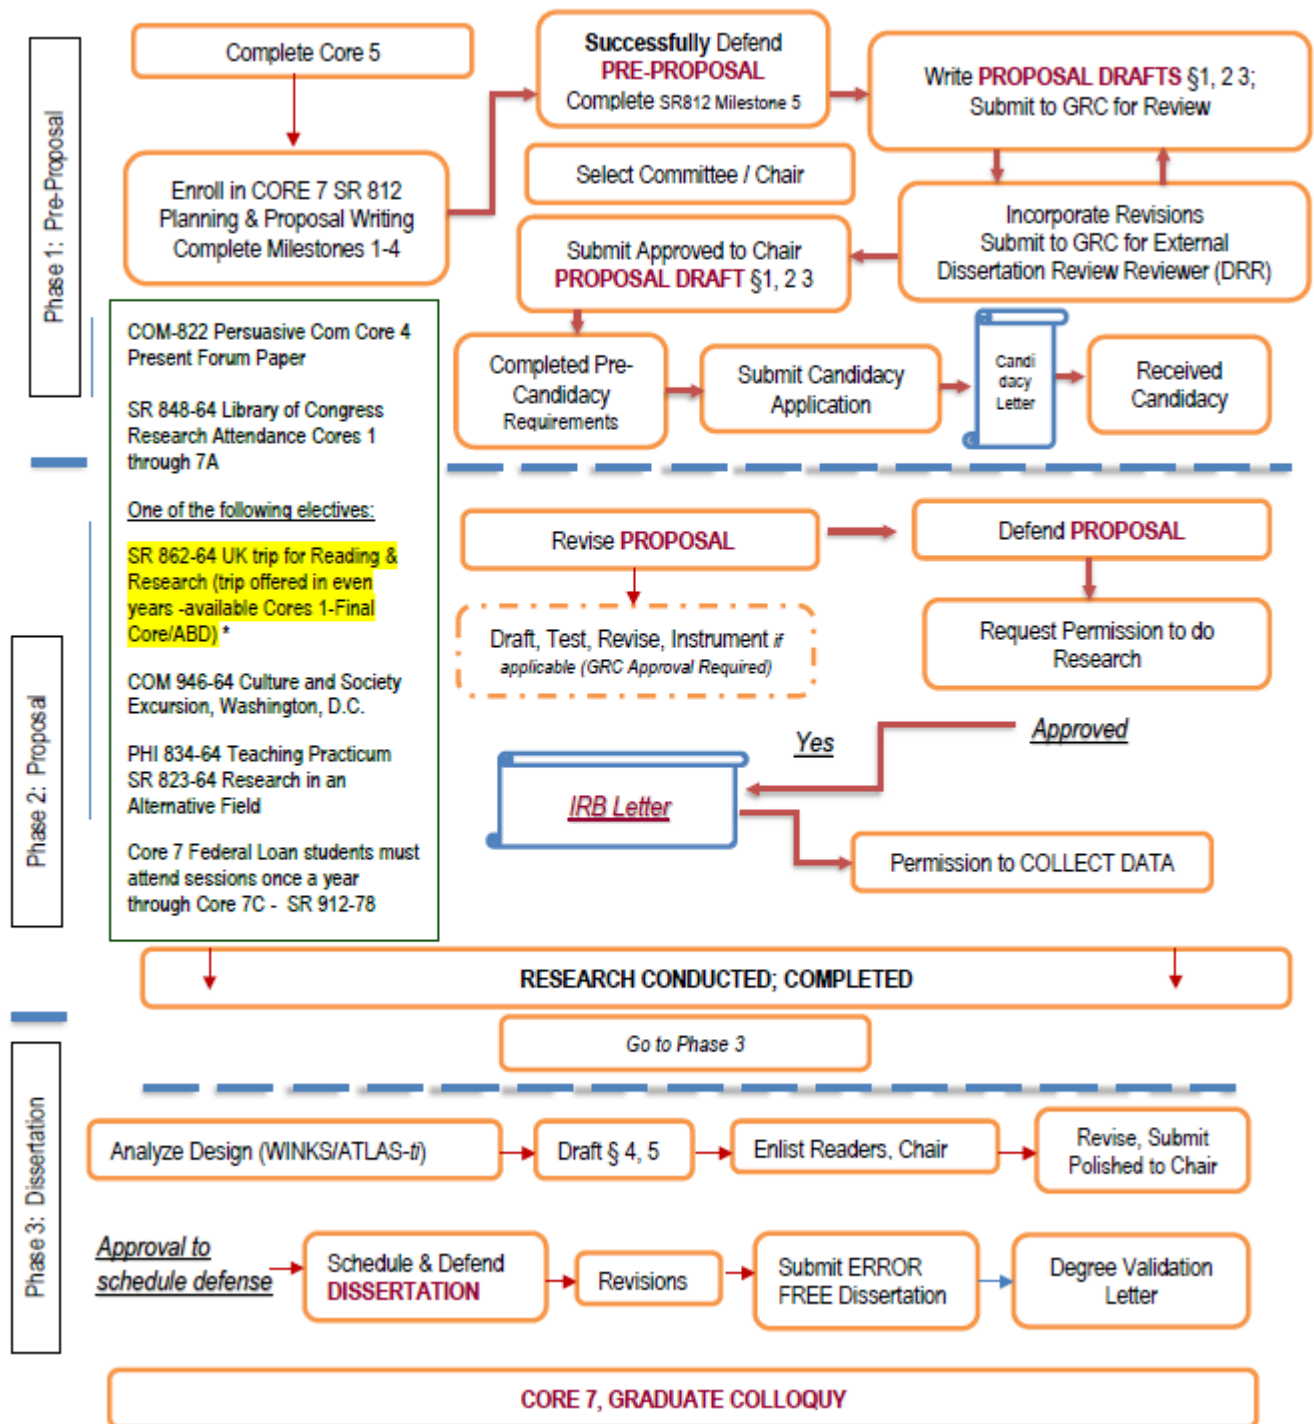 Phase 1: Pre-Proposal
Complete Core 5
Enroll in CORE 7 SR 812
Planning & Proposal Writing
Complete Milestones 1-4
Successfully Defend
PRE-PROPOSAL
Complete SR812 Milestone 5
Select Committee / Chair
Write PROPOSAL DRAFTS §1, 2 3;
Submit to GRC for Review
Incorporate Revisions
Submit to GRC for External
Dissertation Review Reviewer (DRR)
Submit Approved to Chair
PROPOSAL DRAFT §1, 2 3
Completed Pre-
Candidacy
Requirements
Submit Candidacy
Application
Candi
dacy
Letter
Received
Candidacy
COM-822 Persuasive Com Core 4
Present Forum Paper
SR 848-64 Library of Congress
Research Attendance Cores 1
through 7A
One of the following electives:
SR 862-64 UK trip for Reading &
Research (trip offered in even
years -available Cores 1-Final
Core/ABD) *
COM 946-64 Culture and Society
Excursion, Washington, D.C.
PHI 834-64 Teaching Practicum
SR 823-64 Research in an
Alternative Field
Core 7 Federal Loan students must
attend sessions once a year
through Core 7C - SR 912-78
Phase 2: Proposal
Revise PROPOSAL
Defend PROPOSAL
Draft, Test, Revise, Instrument if
applicable (GRC Approval Required)
Request Permission to do
Research
Yes
Approved
IRB Letter
Permission to COLLECT DATA
RESEARCH CONDUCTED; COMPLETED
Go to Phase 3
Phase 3: Dissertation
Analyze Design (WINKS/ATLAS-ti)
Draft § 4, 5
Enlist Readers, Chair
Revise, Submit
Polished to Chair
Approval to
schedule defense
Schedule & Defend
DISSERTATION
Revisions
Submit ERROR
FREE Dissertation
Degree Validation
Letter
CORE 7, GRADUATE COLLOQUY